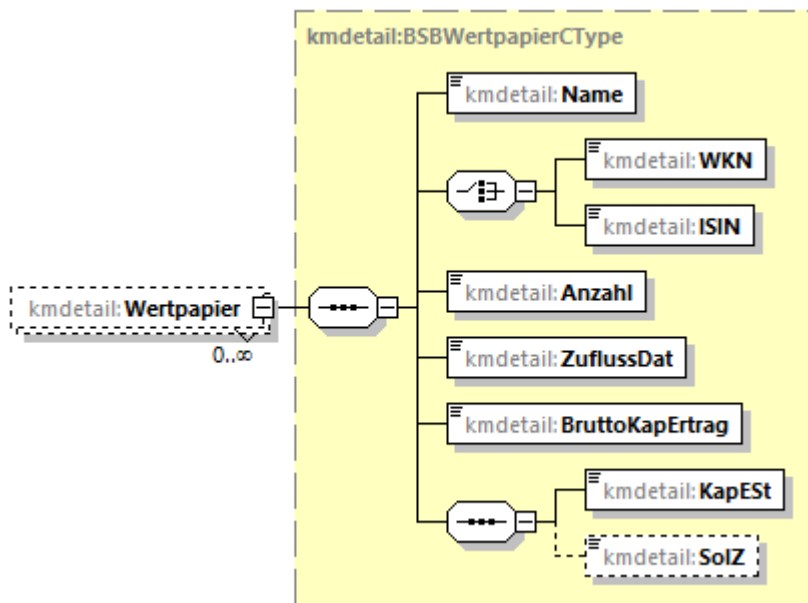 kmdetail:BSBWertpapierCType
kmdetail:Name
kmdetail:WKN
kmdetail:ISIN
kmdetail:Wertpapier
0..∞
kmdetail:Anzahl
kmdetail:ZuflussDat
kmdetail:BruttoKapErtrag
kmdetail:KapESt
kmdetail:SolZ